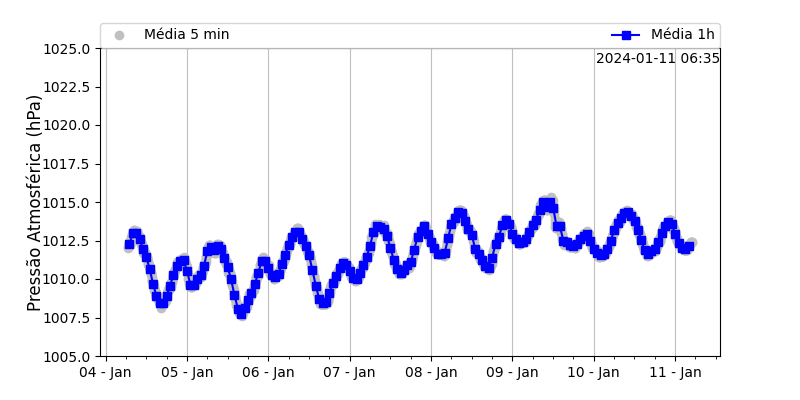 Média 5 min
Média 1h
2024-01-11 06:35
Pressão Atmosférica (hPa)
1025.0
1022.5
1020.0
1017.5
1015.0
1012.5
1010.0
1007.5
1005.0
04 - Jan
05 - Jan
06 - Jan
07 - Jan
08 - Jan
09 - Jan
10 - Jan
11 - Jan